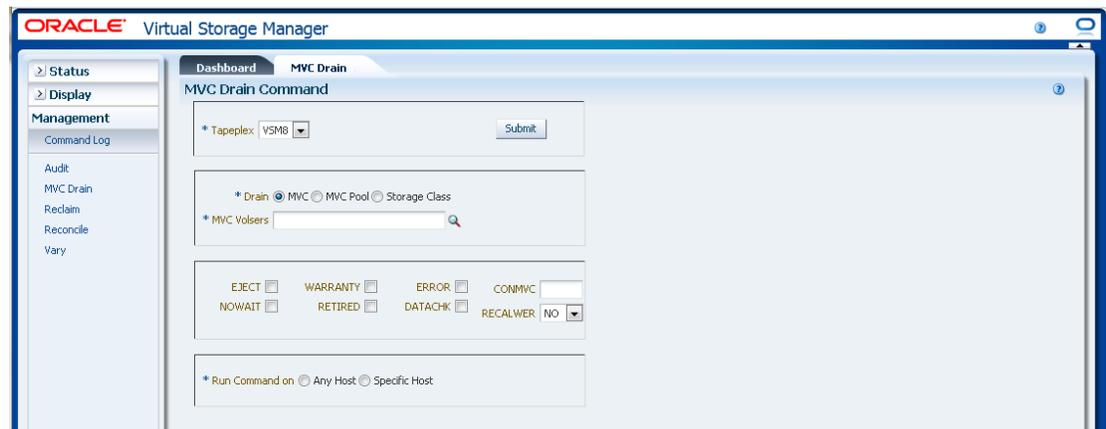 ORACLE Virtual Storage Manager
Status
Display
Management
Command Log
Audit
MVC Drain
Reclaim
Reconcile
Vary
Dashboard MVC Drain
MVC Drain Command
* Tapeplex VSM8 Submit
* Drain MVC MVC Pool Storage Class
* MVC Volsers
EJECT WARRANTY ERROR CONMVC
NOWAIT RETIRED DATACHK RECALWER NO
* Run Command on Any Host Specific Host